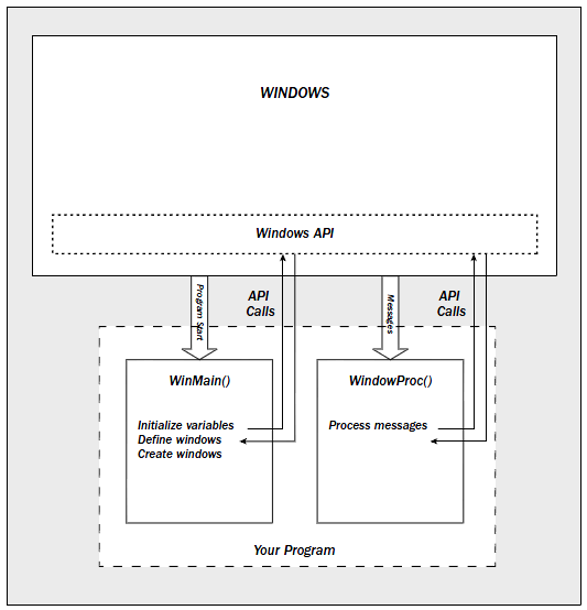 WINDOWS
Windows API
Program Start
API
Calls
Messages
API
Calls
WinMain()
WindowProc()
Initialize variables
Define windows
Create windows
Process messages
Your Program